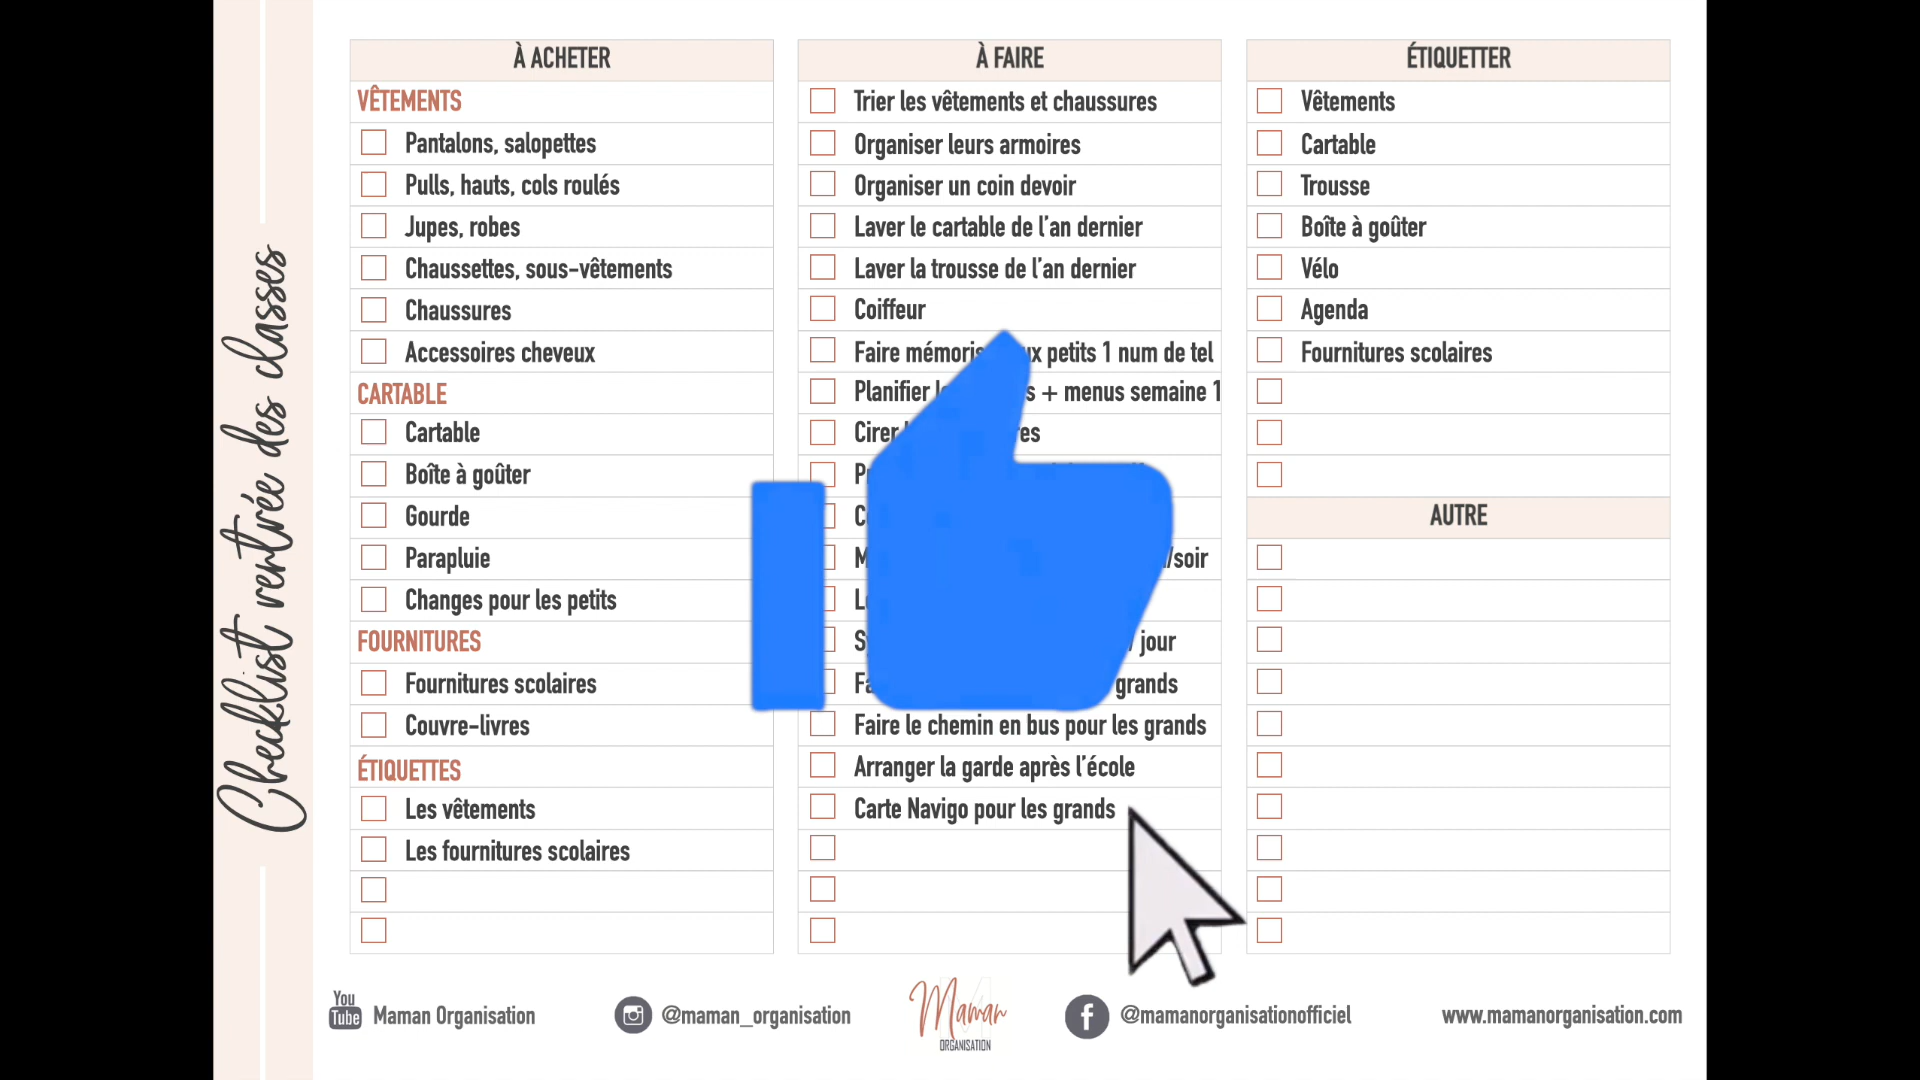 Checklist rentrée des classes
À ACHETER
VÊTEMENTS
Pantalons, salopettes
Pulls, hauts, cols roulés
Jupes, robes
Chaussettes, sous-vêtements
Chaussures
Accessoires cheveux
CARTABLE
Cartable
Boîte à goûter
Gourde
Parapluie
Changes pour les petits
FOURNITURES
Fournitures scolaires
Couvre-livres
ÉTIQUETTES
Les vêtements
Les fournitures scolaires
À FAIRE
Trier les vêtements et chaussures
Organiser leurs armoires
Organiser un coin devoir
Laver le cartable de l'an dernier
Laver la trousse de l'an dernier
Coiffeur
Faire petits 1 num de tel
Planifier + menus semaine 1
Cirer
/soir
jour
grands
Faire le chemin en bus pour les grands
Arranger la garde après l'école
Carte Navigo pour les grands
ÉTIQUETTER
Vêtements
Cartable
Trousse
Boîte à goûter
Vélo
Agenda
Fournitures scolaires
AUTRE
You Tube Maman Organisation
@maman_organisation
Maman
ORGANISATION
@mamanorganisationofficiel
www.mamanorganisation.com